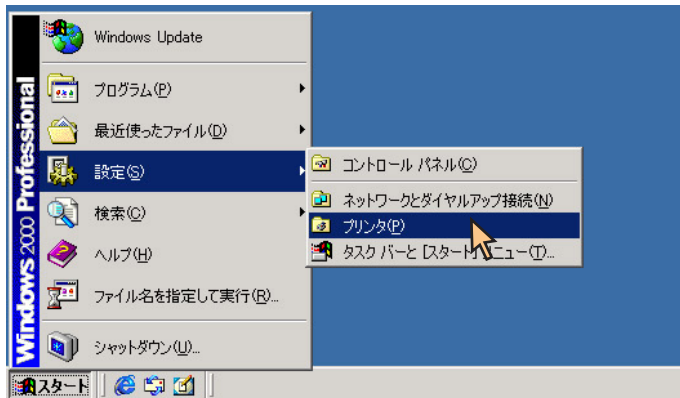 Windows Update
プログラム(P)
最近使ったファイル(D)
設定(S)
検索(C)
ヘルプ(H)
ファイル名を指定して実行(R)...
シャットダウン(U)...
Windows 2000 Professional
コントロール パネル(C)
ネットワークとダイヤルアップ接続(N)
プリンタ(P)
タスク バーと [スタート] メニュー(T)...
スタート